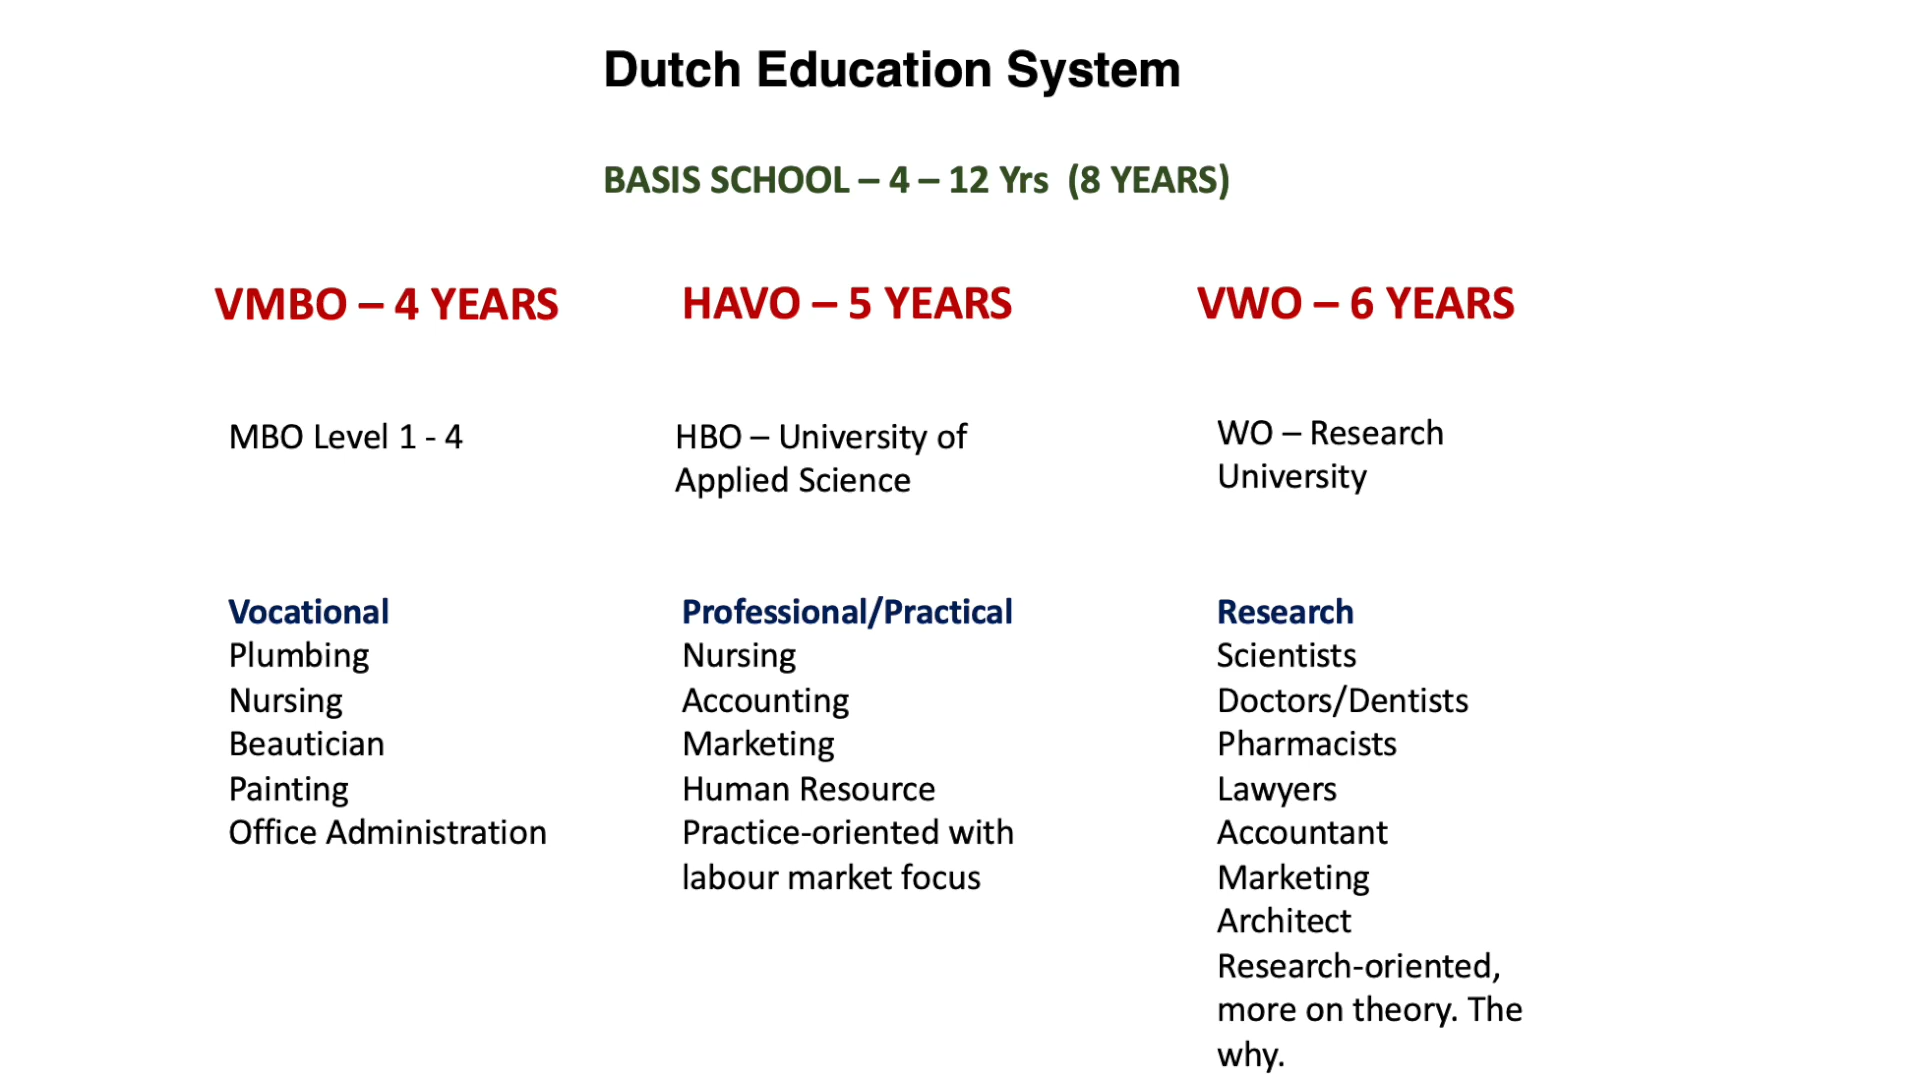 Dutch Education System
BASIS SCHOOL – 4 – 12 Yrs  (8 YEARS)
VMBO – 4 YEARS
HAVO – 5 YEARS
VWO – 6 YEARS
MBO Level 1 - 4
HBO – University of
Applied Science
WO – Research
University
Vocational
Plumbing
Nursing
Beautician
Painting
Office Administration
Professional/Practical
Nursing
Accounting
Marketing
Human Resource
Practice-oriented with
labour market focus
Research
Scientists
Doctors/Dentists
Pharmacists
Lawyers
Accountant
Marketing
Architect
Research-oriented,
more on theory. The
why.